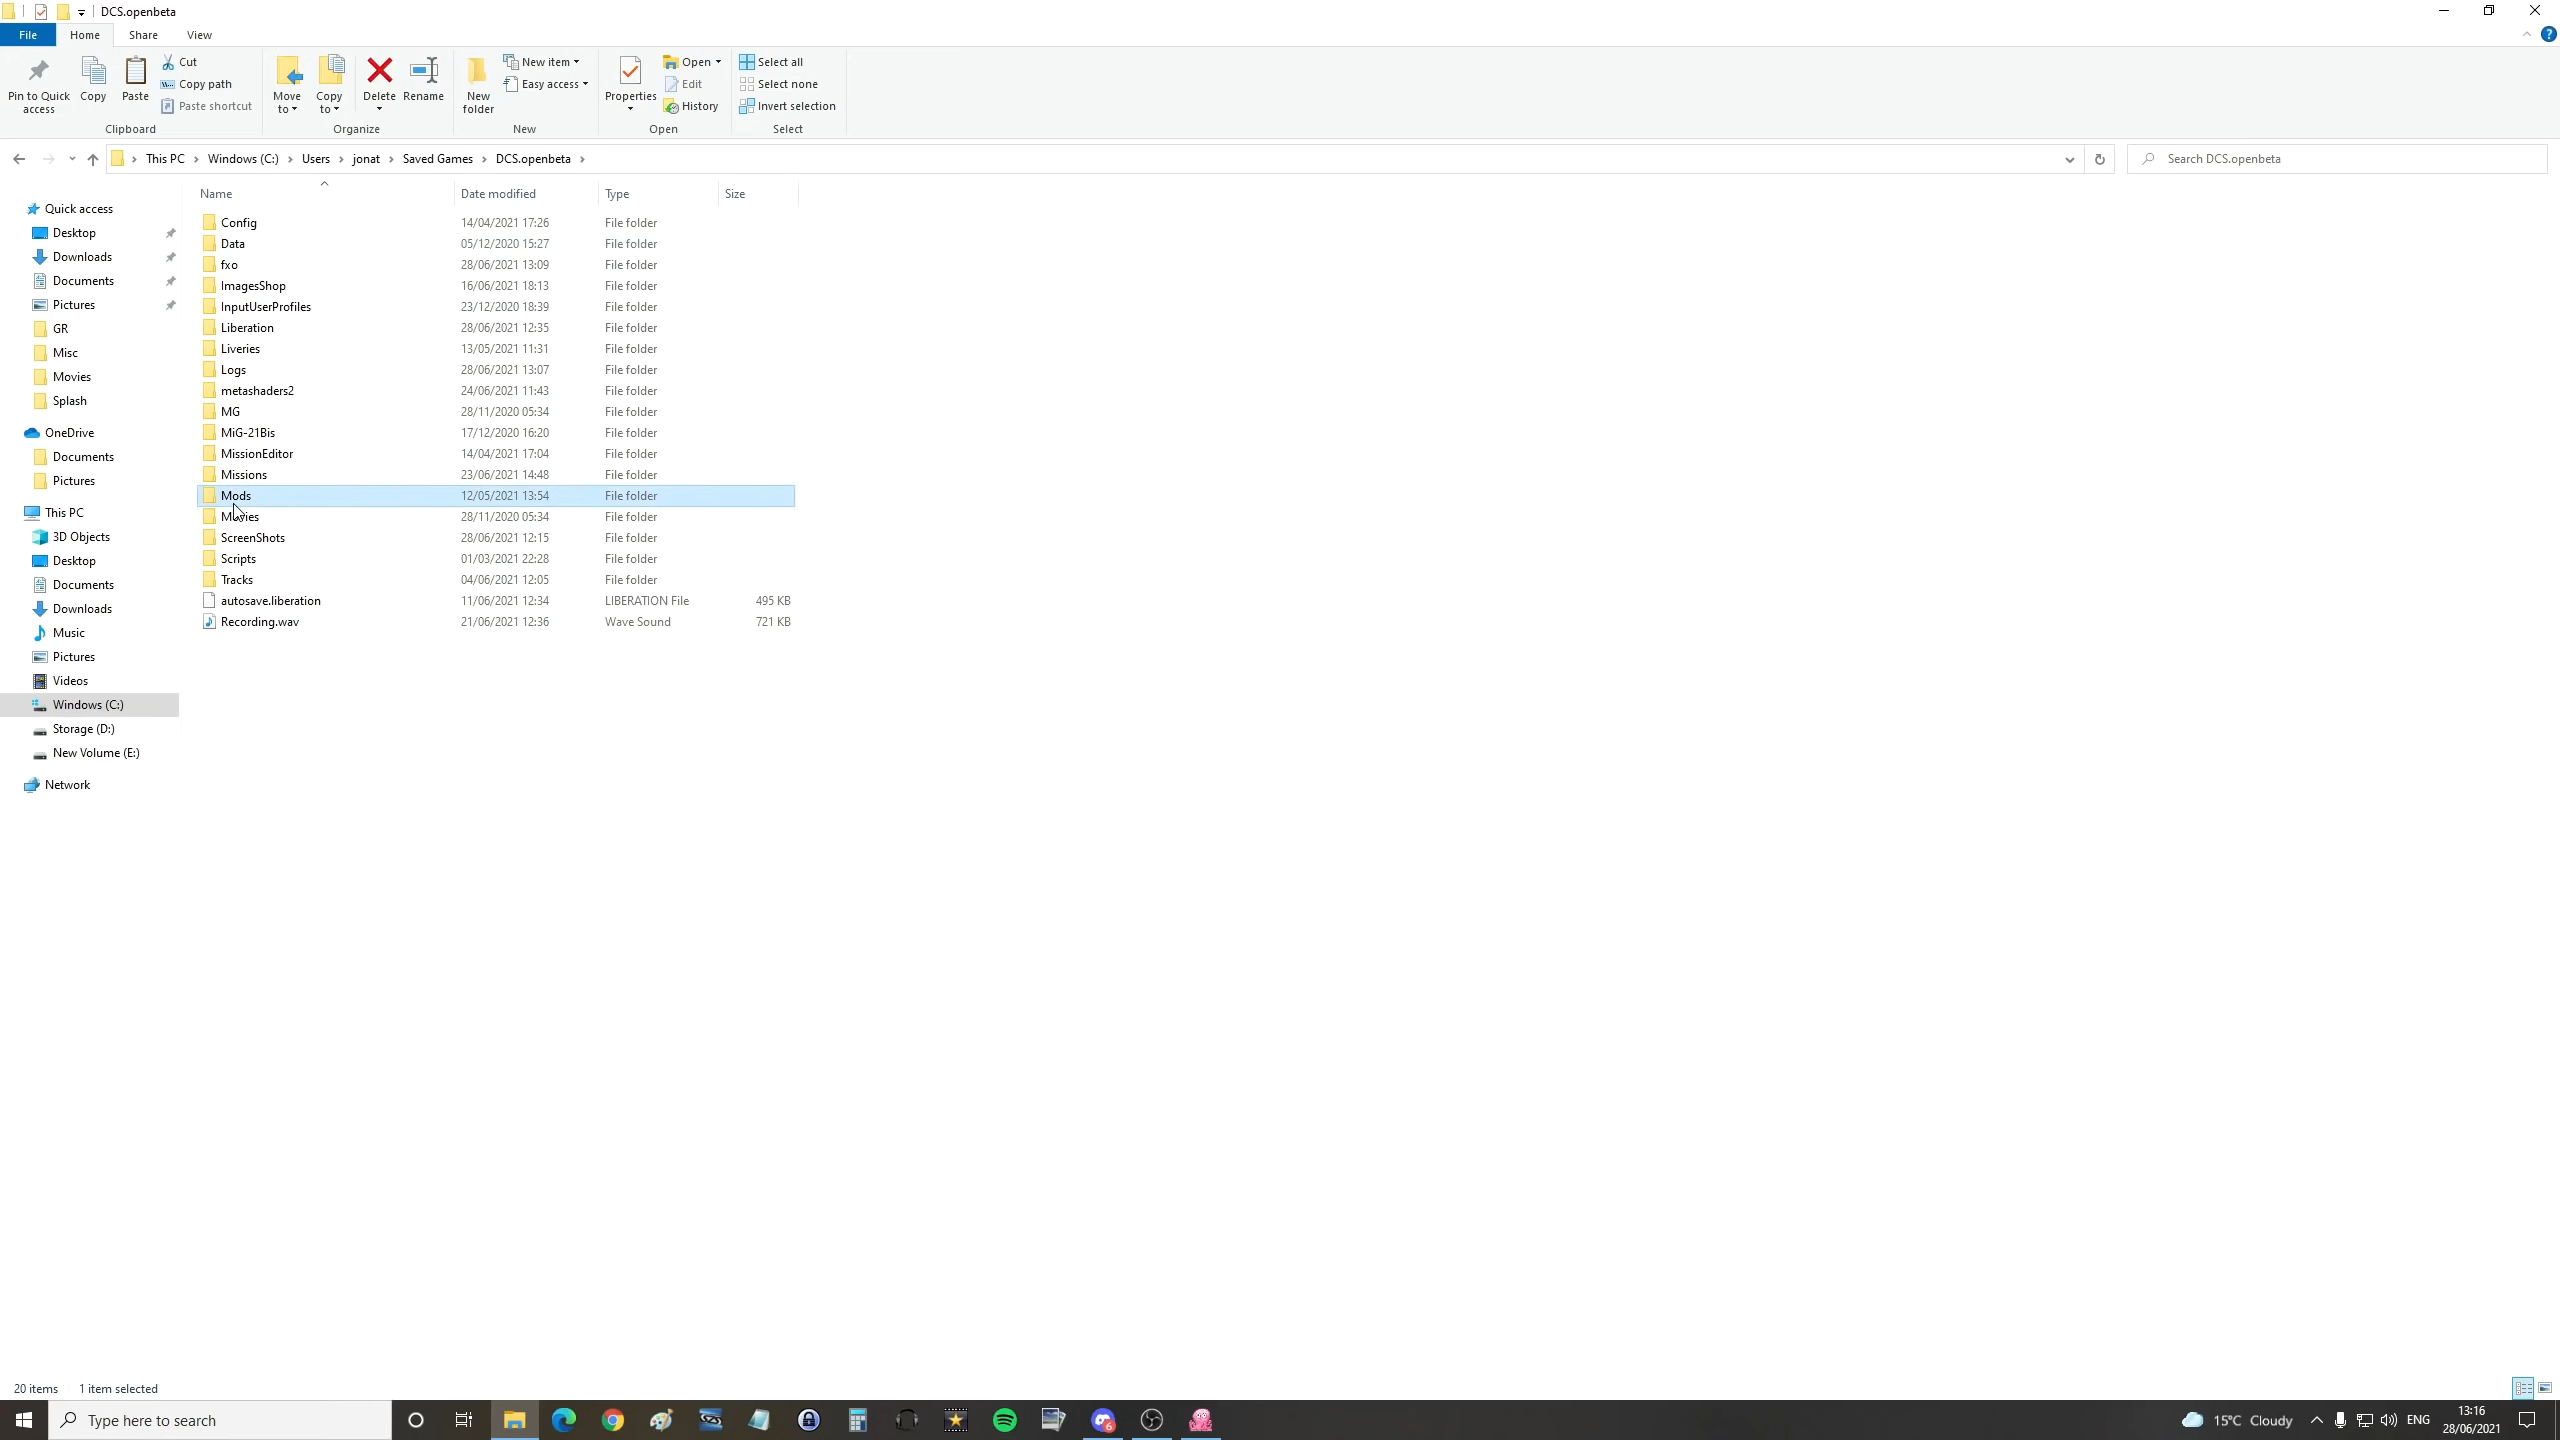 DCS.openbeta
File Home Share View
Pin to Quick access
Copy
Paste
Cut
Copy path
Paste shortcut
Clipboard
Move to
Copy to
Delete
Rename
Organize
New folder
New item
Easy access
New
Properties
Open
Edit
History
Open
Select all
Select none
Invert selection
Select
This PC Windows (C:) Users jonat Saved Games DCS.openbeta
Search DCS.openbeta
Quick access
Desktop
Downloads
Documents
Pictures
GR
Misc
Movies
Splash
OneDrive
Documents
Pictures
This PC
3D Objects
Desktop
Documents
Downloads
Music
Pictures
Videos
Windows (C:)
Storage (D:)
New Volume (E:)
Network
Name Date modified Type Size
Config 14/04/2021 17:26 File folder
Data 05/12/2020 15:27 File folder
fxo 28/06/2021 13:09 File folder
ImagesShop 16/06/2021 18:13 File folder
InputUserProfiles 23/12/2020 18:39 File folder
Liberation 28/06/2021 12:35 File folder
Liveries 13/05/2021 11:31 File folder
Logs 28/06/2021 13:07 File folder
metashaders2 24/06/2021 11:43 File folder
MG 28/11/2020 05:34 File folder
MiG-21Bis 17/12/2020 16:20 File folder
MissionEditor 14/04/2021 17:04 File folder
Missions 23/06/2021 14:48 File folder
Mods 12/05/2021 13:54 File folder
Movies 28/11/2020 05:34 File folder
ScreenShots 28/06/2021 12:15 File folder
Scripts 01/03/2021 22:28 File folder
Tracks 04/06/2021 12:05 File folder
autosave.liberation 11/06/2021 12:34 LIBERATION File 495 KB
Recording.wav 21/06/2021 12:36 Wave Sound 721 KB
20 items 1 item selected
Type here to search
15°C Cloudy
ENG
13:16
28/06/2021